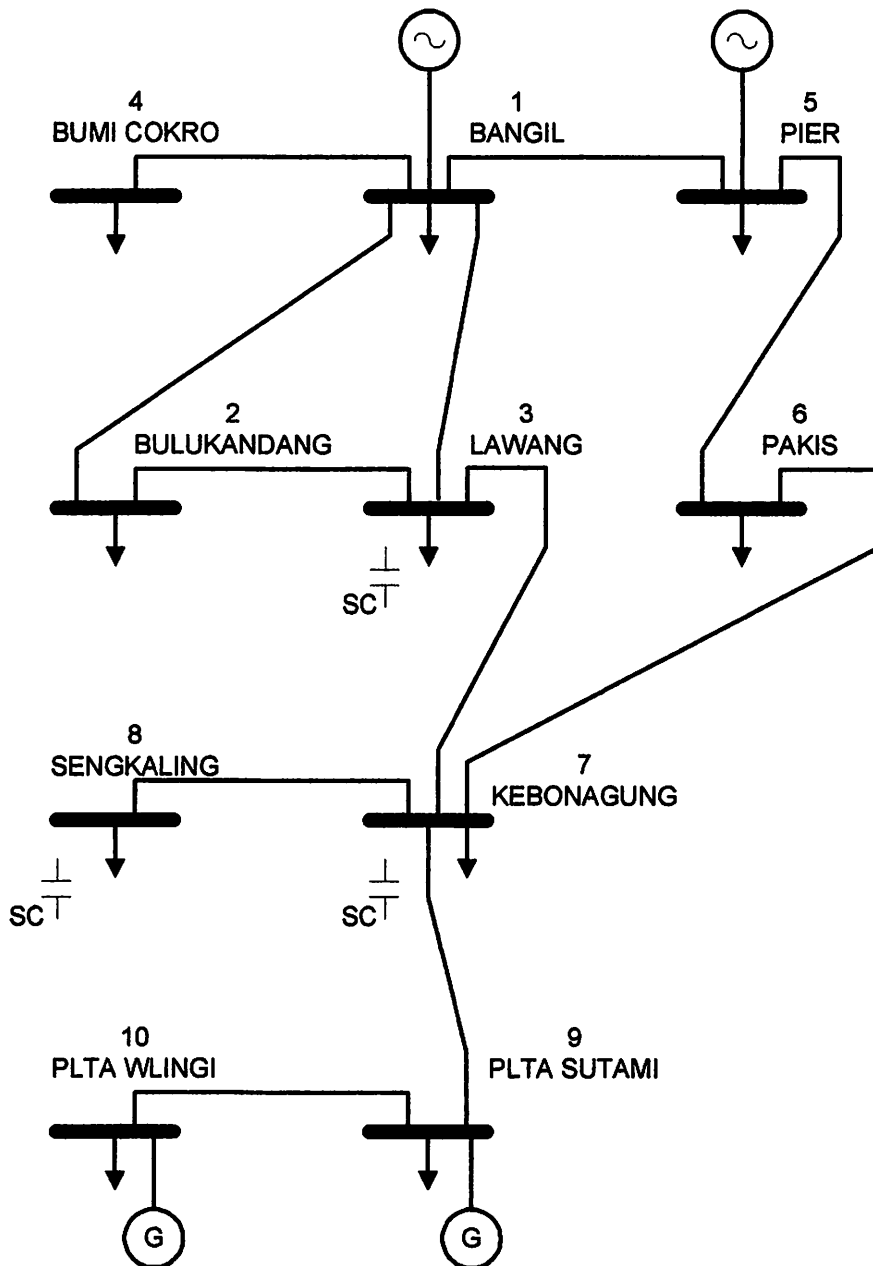 4
BUMI COKRO
1
BANGIL
5
PIER
2
BULUKANDANG
3
LAWANG
6
PAKIS
SC
8
SENGKALING
7
KEBONAGUNG
SC
SC
10
PLTA WLINGI
9
PLTA SUTAMI
G
G